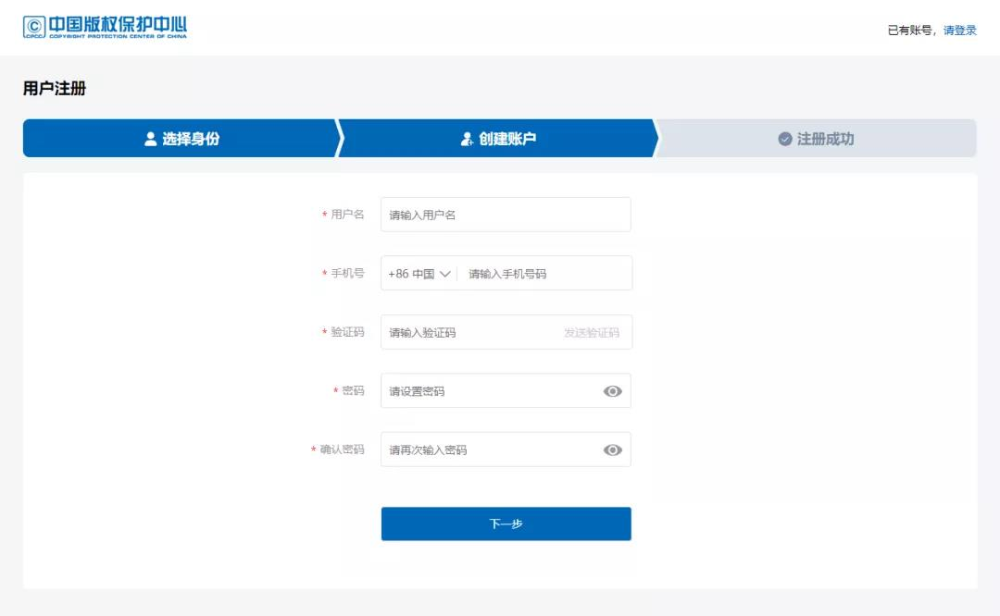 中国版权保护中心
CPCC COPYRIGHT PROTECTION CENTER OF CHINA
已有账号，请登录
用户注册
选择身份
创建账户
注册成功
* 用户名 请输入用户名
* 手机号 +86 中国 请输入手机号码
* 验证码 请输入验证码 发送验证码
* 密码 请设置密码
* 确认密码 请再次输入密码
下一步